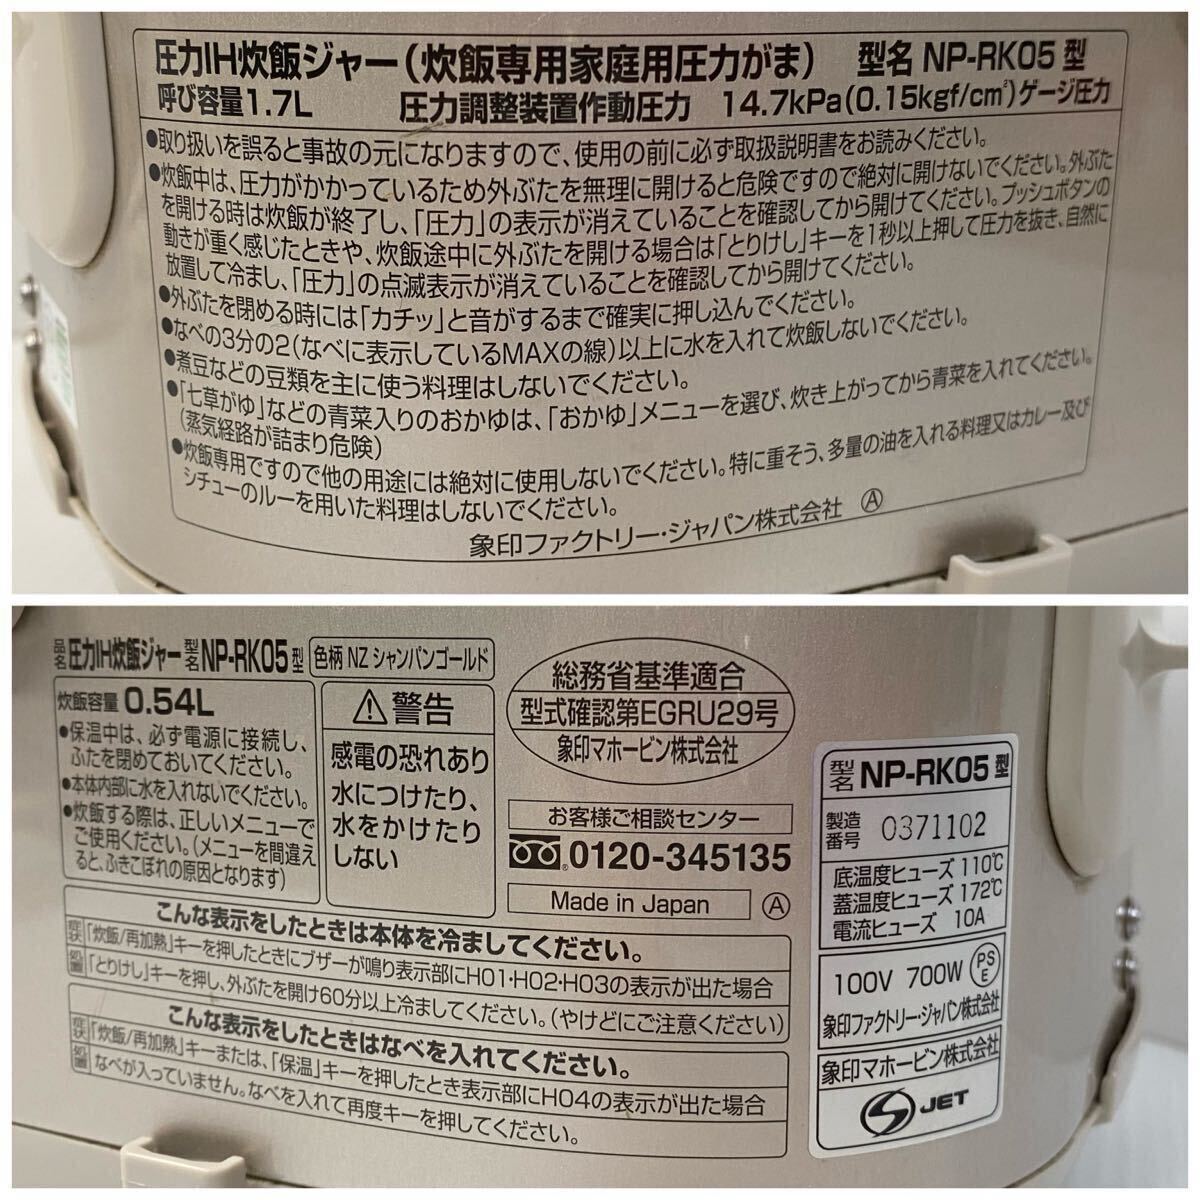 圧力IH炊飯ジャー(炊飯専用家庭用圧力がま) 型名 NP-RK05 型
呼び容量1.7L 圧力調整装置作動圧力 14.7kPa(0.15kgf/c㎡)ゲージ圧力
●取り扱いを誤ると事故の元になりますので、使用の前に必ず取扱説明書をお読みください。
●炊飯中は、圧力がかかっているため外ぶたを無理に開けると危険ですので絶対に開けないでください。外ぶた
を開ける時は炊飯が終了し、「圧力」の表示が消えていることを確認してから開けてください。プッシュボタンの
動きが重く感じたときや、炊飯途中に外ぶたを開ける場合は「とりけし」キーを1秒以上押して圧力を抜き、自然に
放置して冷まし、「圧力」の点滅表示が消えていることを確認してから開けてください。
●外ぶたを閉める時には「カチッ」と音がするまで確実に押し込んでください。
●なべの3分の2(なべに表示しているMAXの線)以上に水を入れて炊飯しないでください。
●煮豆などの豆類を主に使う料理はしないでください。
●「七草がゆ」などの青菜入りのおかゆは、「おかゆ」メニューを選び、炊き上がってから青菜を入れてください。
(蒸気経路が詰まり危険)
●炊飯専用ですので他の用途には絶対に使用しないでください。特に重そう、多量の油を入れる料理又はカレー及び
シチューのルーを用いた料理はしないでください。
象印ファクトリー・ジャパン株式会社 Ⓐ
品名 圧力IH炊飯ジャー 型名 NP-RK05 型 色柄 NZ シャンパンゴールド
炊飯容量 0.54L
●保温中は、必ず電源に接続し、
ふたを閉めておいてください。
●本体内部に水を入れないでください。
●炊飯する際は、正しいメニューで
ご使用ください。(メニューを間違え
ると、ふきこぼれの原因となります)
⚠警告
感電の恐れあり
水につけたり、
水をかけたり
しない
総務省基準適合
型式確認第EGRU29号
象印マホービン株式会社
お客様ご相談センター
0120-345135
Made in Japan Ⓐ
こんな表示をしたときは本体を冷ましてください。
症状 「炊飯/再加熱」キーを押したときにブザーが鳴り表示部にH01・H02・H03の表示が出た場合
処置 「とりけし」キーを押し、外ぶたを開け60分以上冷ましてください。(やけどにご注意ください)
こんな表示をしたときはなべを入れてください。
症状 「炊飯/再加熱」キーまたは、「保温」キーを押したとき表示部にH04の表示が出た場合
処置 なべが入っていません。なべを入れて再度キーを押してください。
型名 NP-RK05 型
製造番号 0371102
底温度ヒューズ 110℃
蓋温度ヒューズ 172℃
電流ヒューズ 10A
100V 700W PSE
象印ファクトリー・ジャパン株式会社
象印マホービン株式会社
JET